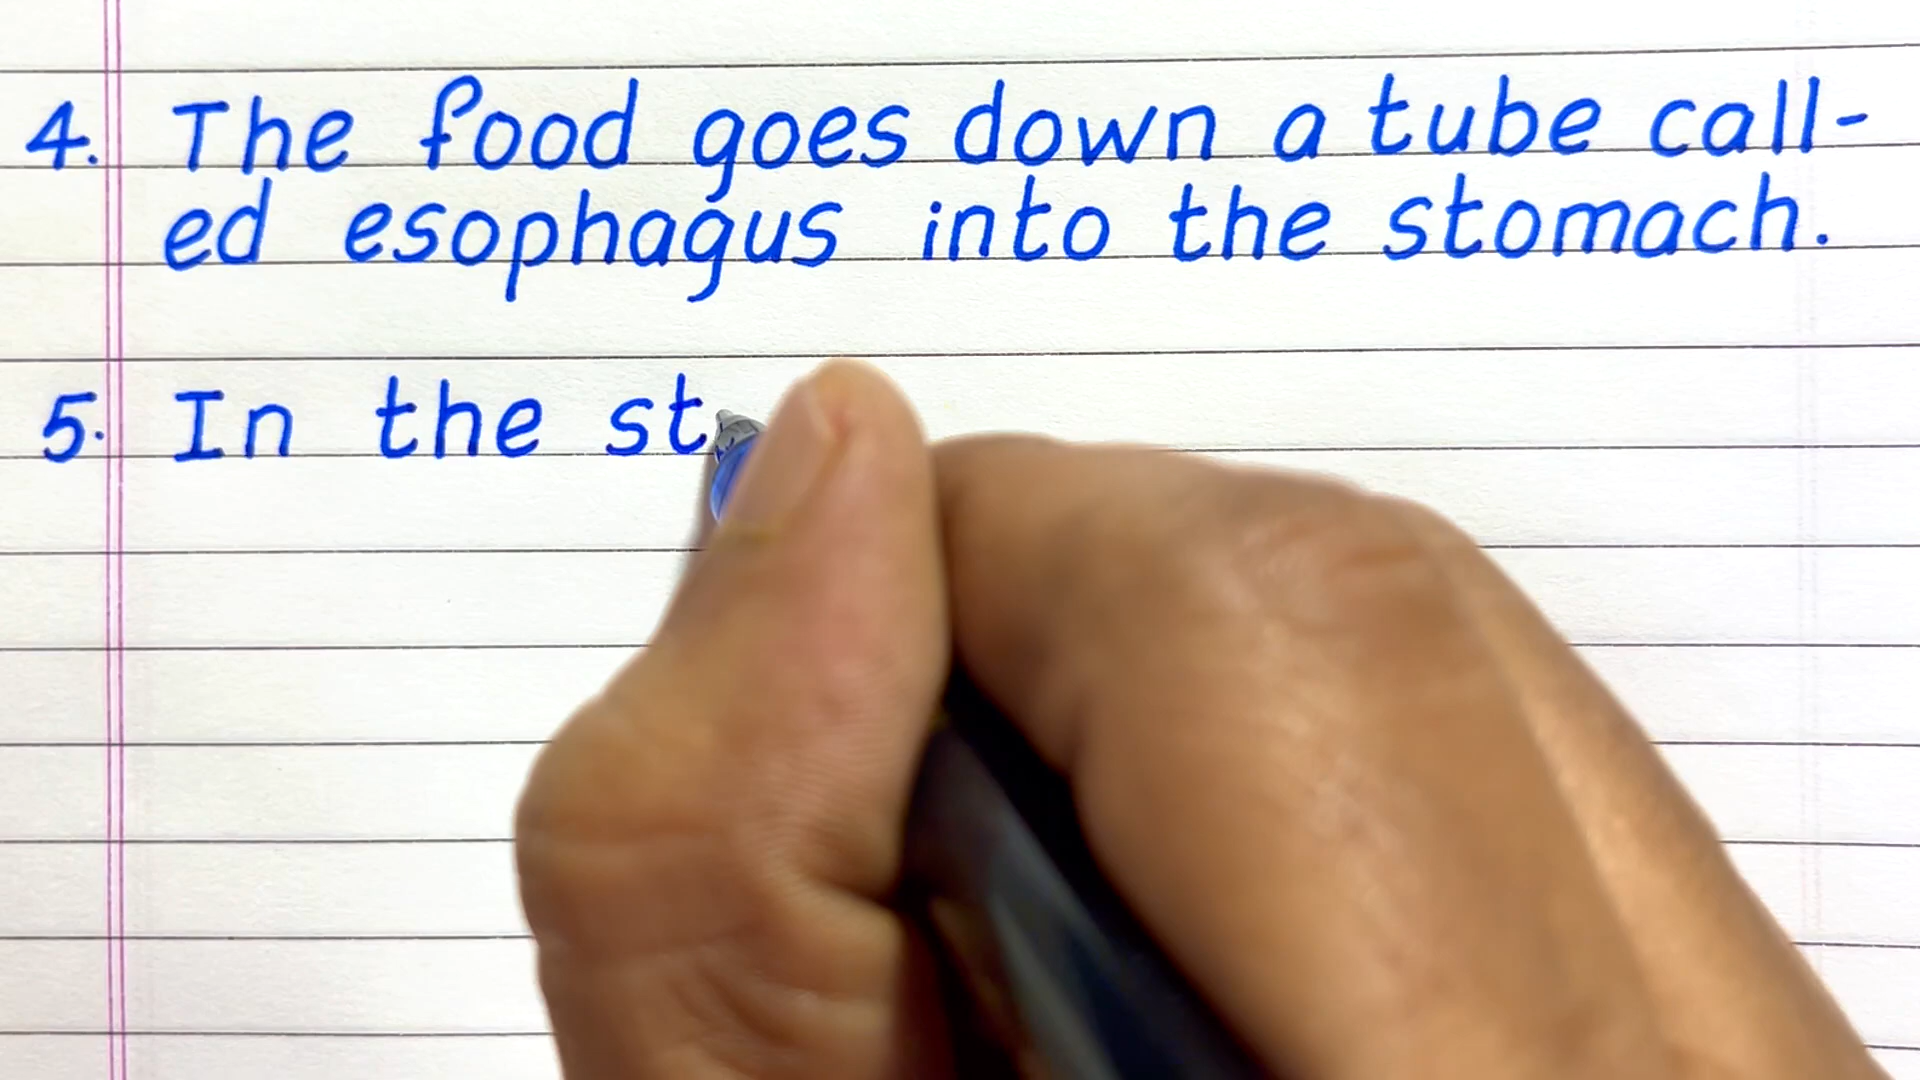 4. The food goes down a tube call-
ed esophagus into the stomach.
5. In the st